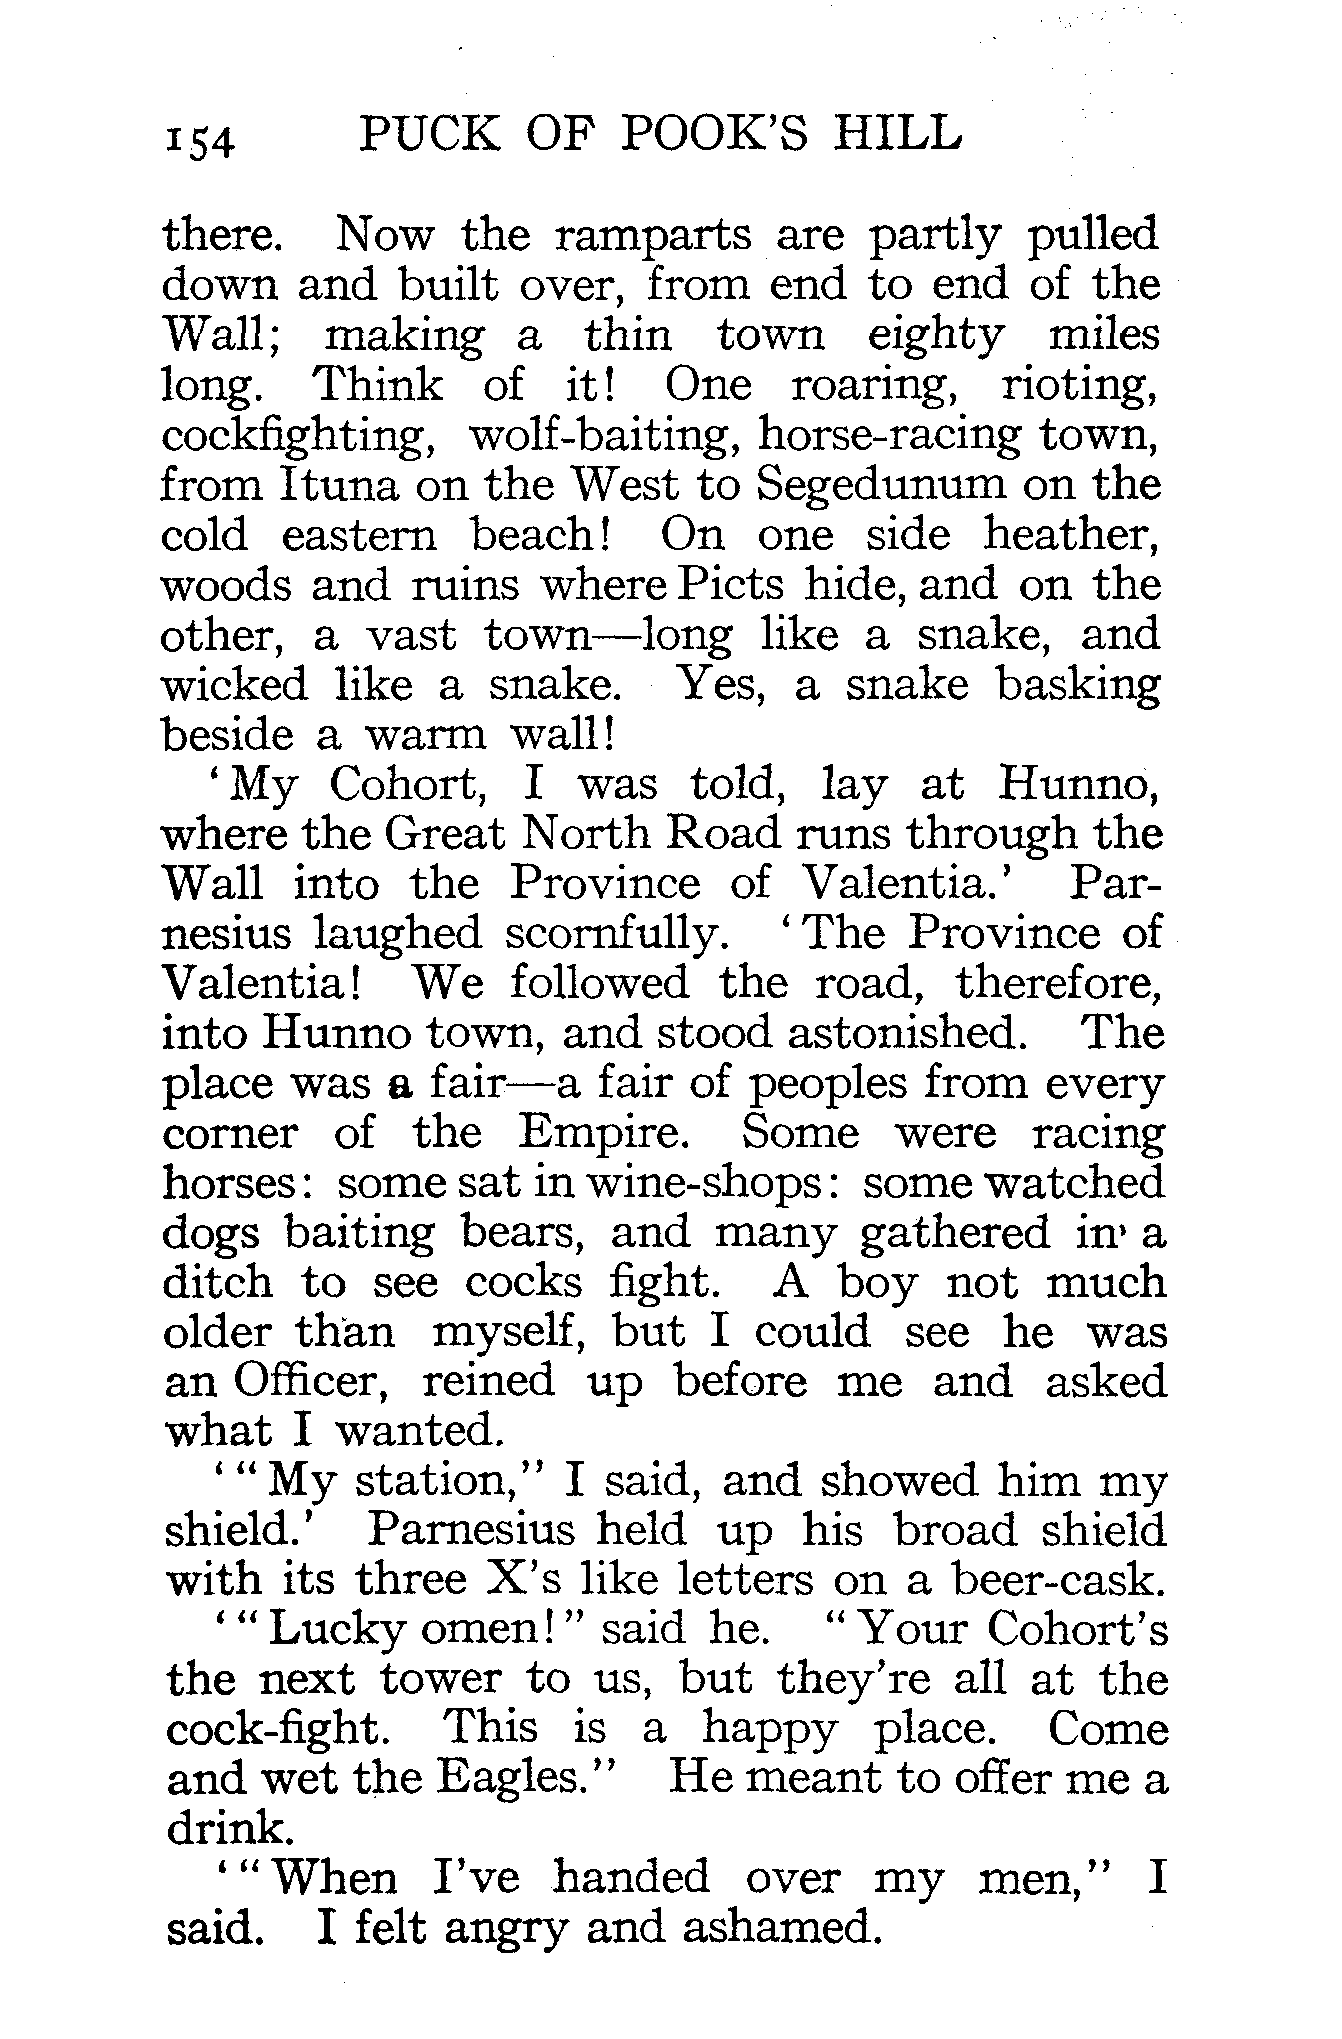 154 PUCK OF POOK'S HILL
there. Now the ramparts are partly pulled
down and built over, from end to end of the
Wall; making a thin town eighty miles
long. Think of it! One roaring, rioting,
cockfighting, wolf-baiting, horse-racing town,
from Ituna on the West to Segedunum on the
cold eastern beach! On one side heather,
woods and ruins where Picts hide, and on the
other, a vast town—long like a snake, and
wicked like a snake. Yes, a snake basking
beside a warm wall!
‘My Cohort, I was told, lay at Hunno,
where the Great North Road runs through the
Wall into the Province of Valentia.’ Par-
nesius laughed scornfully. ‘The Province of
Valentia! We followed the road, therefore,
into Hunno town, and stood astonished. The
place was a fair—a fair of peoples from every
corner of the Empire. Some were racing
horses: some sat in wine-shops: some watched
dogs baiting bears, and many gathered in a
ditch to see cocks fight. A boy not much
older than myself, but I could see he was
an Officer, reined up before me and asked
what I wanted.
‘“My station,” I said, and showed him my
shield.’ Parnesius held up his broad shield
with its three X’s like letters on a beer-cask.
‘“Lucky omen!” said he. “Your Cohort’s
the next tower to us, but they’re all at the
cock-fight. This is a happy place. Come
and wet the Eagles.” He meant to offer me a
drink.
‘“When I’ve handed over my men,” I
said. I felt angry and ashamed.